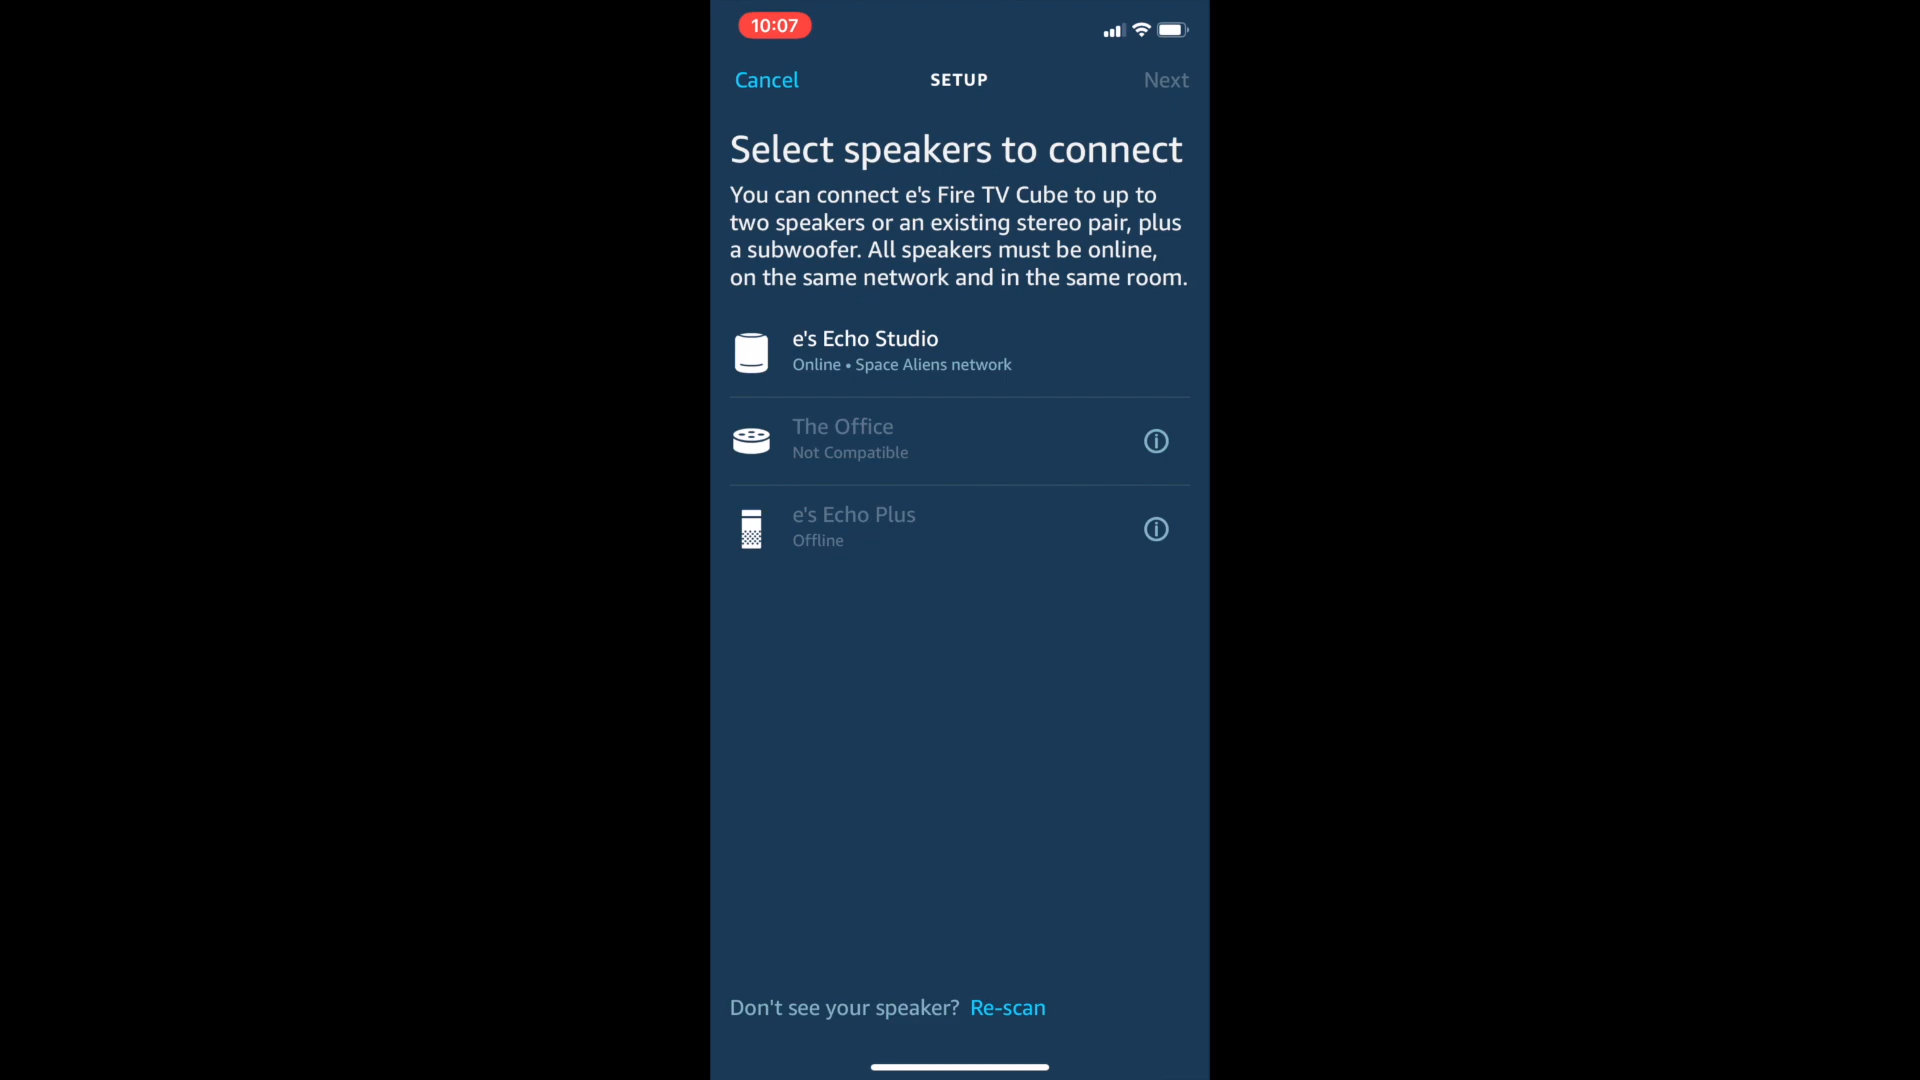 10:07
Cancel
SETUP
Next
Select speakers to connect
You can connect e's Fire TV Cube to up to
two speakers or an existing stereo pair, plus
a subwoofer. All speakers must be online,
on the same network and in the same room.
e's Echo Studio
Online • Space Aliens network
The Office
Not Compatible
e's Echo Plus
Offline
Don't see your speaker? Re-scan